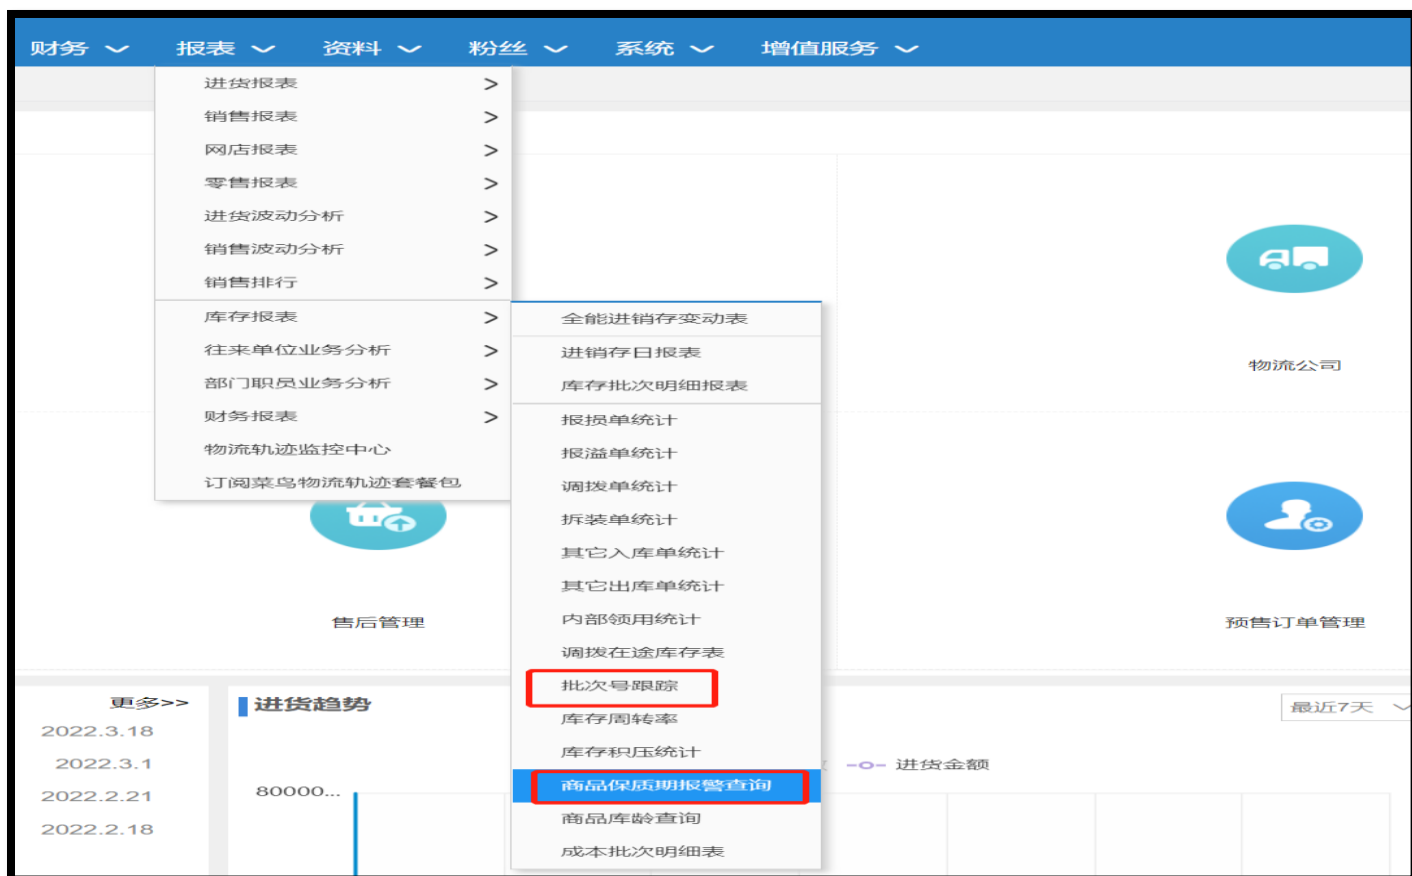 财务 报表 资料 粉丝 系统 增值服务
进货报表 >
销售报表 >
网店报表 >
零售报表 >
进货波动分析 >
销售波动分析 >
销售排行 >
库存报表 >
往来单位业务分析 >
部门职员业务分析 >
财务报表 >
物流轨迹监控中心
订阅菜鸟物流轨迹套餐包
全能进销存变动表
进销存日报表
库存批次明细报表
报损单统计
报溢单统计
调拨单统计
拆装单统计
其它入库单统计
其它出库单统计
内部领用统计
调拨在途库存表
批次号跟踪
库存周转率
库存积压统计
商品保质期报警查询
商品库龄查询
成本批次明细表
物流公司
售后管理
预售订单管理
更多>>
2022.3.18
2022.3.1
2022.2.21
2022.2.18
进货趋势
最近7天
进货金额
80000...